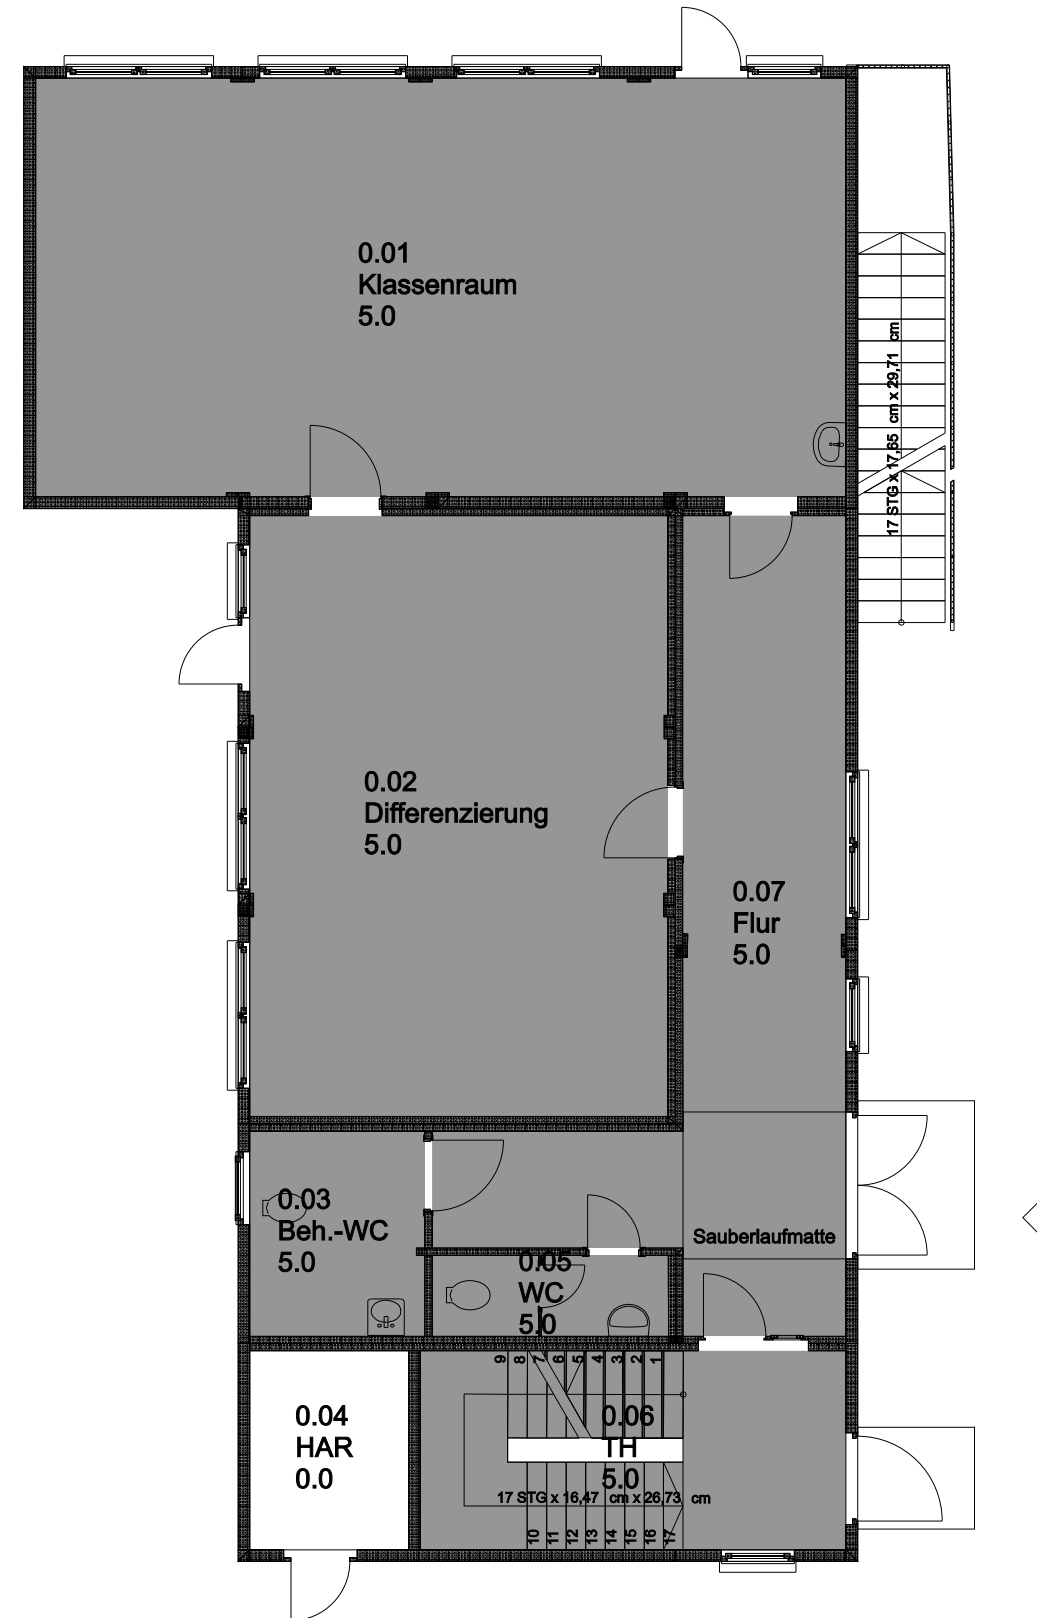 0.01
Klassenraum
5.0
17 STG x 17,65 cm x 29,71 cm
0.02
Differenzierung
5.0
0.07
Flur
5.0
0.03
Beh.-WC
5.0
Sauberlaufmatte
0.05
WC
5.0
9 8 7 6 5 4 3 2 1
0.04
HAR
0.0
0.06
TH
5.0
17 STG x 16,47 cm x 26,73 cm
10 11 12 13 14 15 16 17